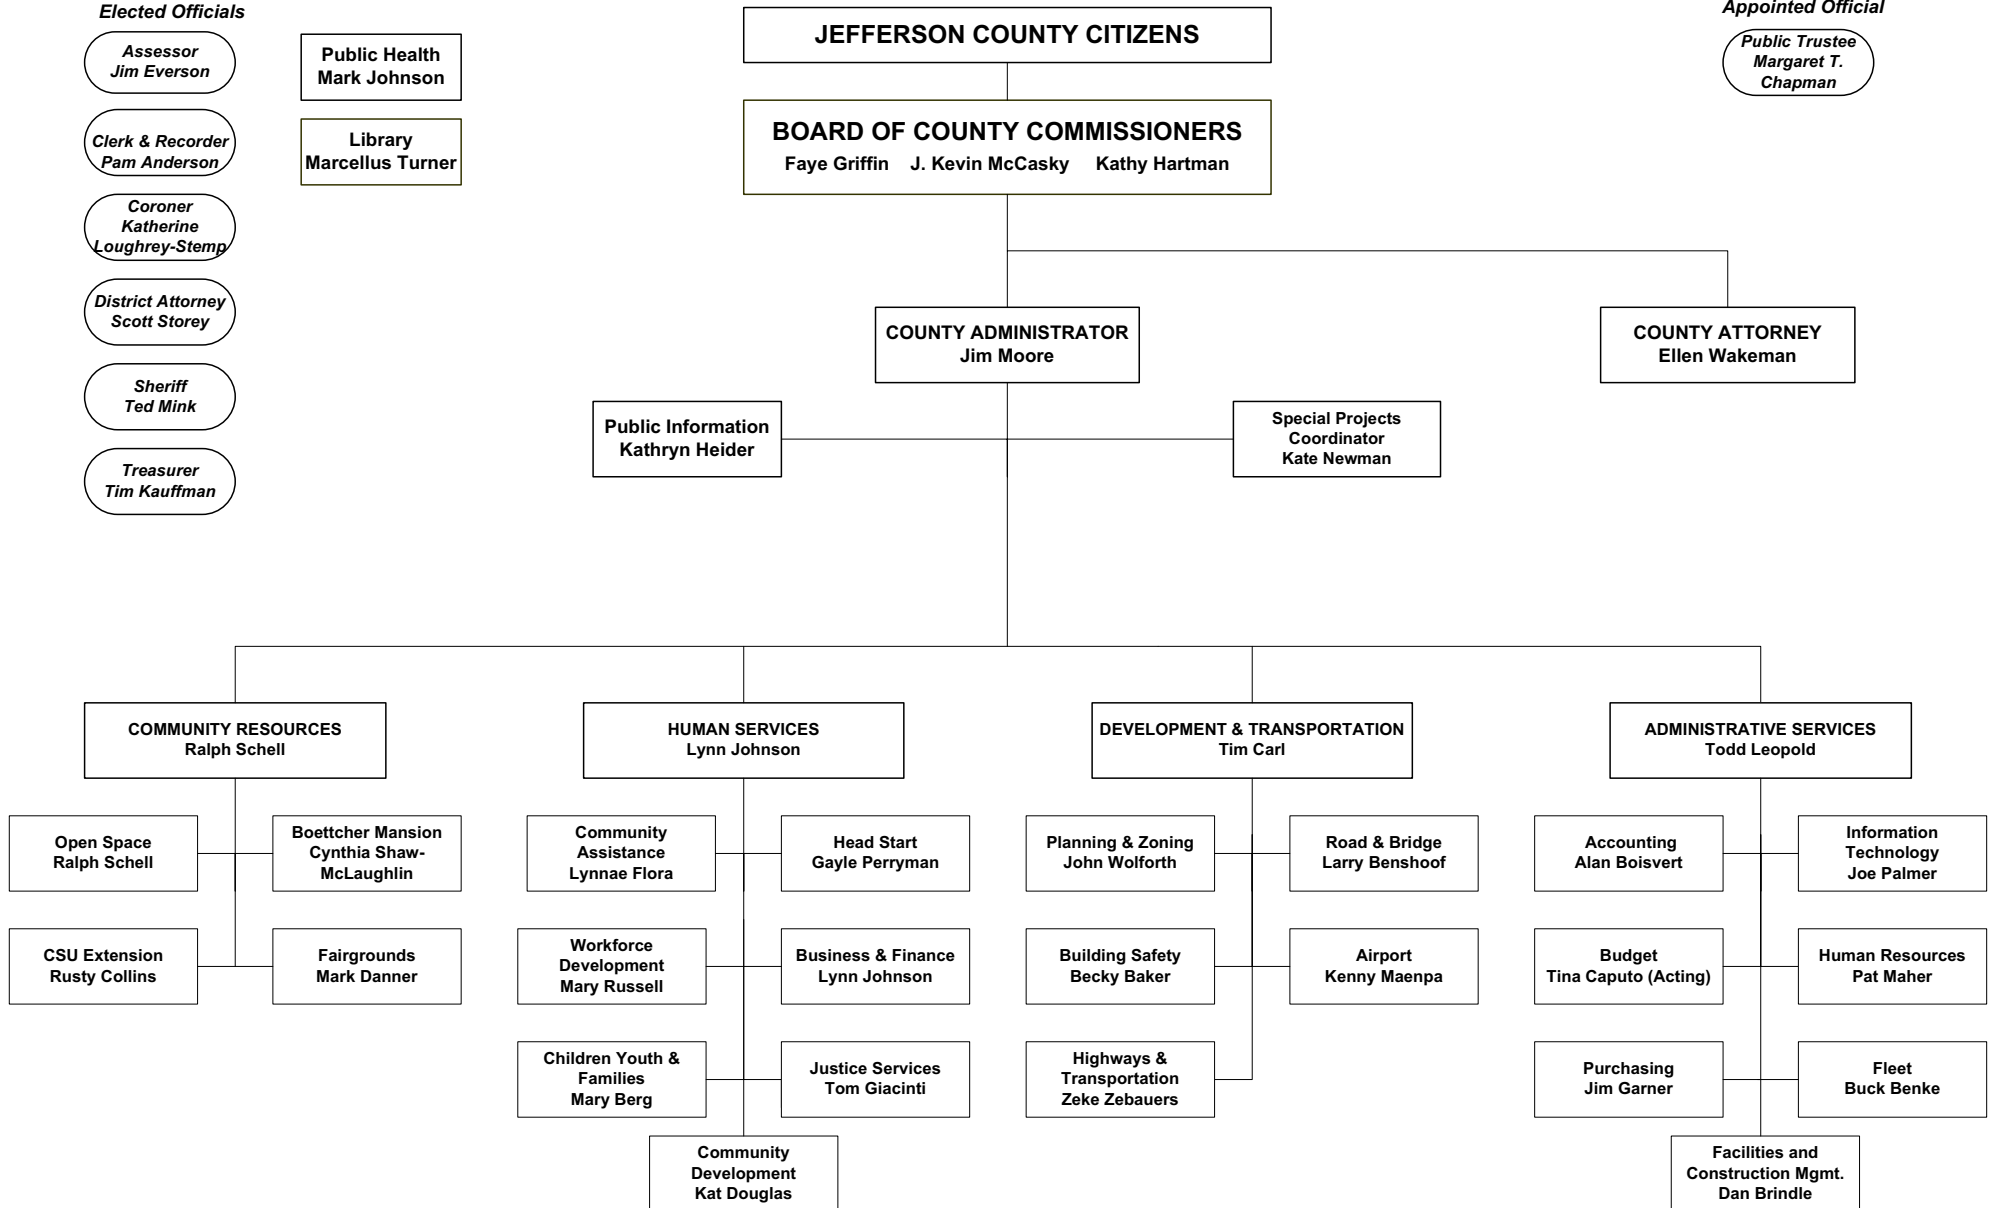 Elected Officials
Assessor
Jim Everson
Clerk & Recorder
Pam Anderson
Coroner
Katherine
Loughrey-Stemp
District Attorney
Scott Storey
Sheriff
Ted Mink
Treasurer
Tim Kauffman
Public Health
Mark Johnson
Library
Marcellus Turner
JEFFERSON COUNTY CITIZENS
BOARD OF COUNTY COMMISSIONERS
Faye Griffin J. Kevin McCasky Kathy Hartman
Appointed Official
Public Trustee
Margaret T.
Chapman
COUNTY ADMINISTRATOR
Jim Moore
COUNTY ATTORNEY
Ellen Wakeman
Public Information
Kathryn Heider
Special Projects
Coordinator
Kate Newman
COMMUNITY RESOURCES
Ralph Schell
Open Space
Ralph Schell
Boettcher Mansion
Cynthia Shaw-
McLaughlin
CSU Extension
Rusty Collins
Fairgrounds
Mark Danner
HUMAN SERVICES
Lynn Johnson
Community
Assistance
Lynnae Flora
Head Start
Gayle Perryman
Workforce
Development
Mary Russell
Business & Finance
Lynn Johnson
Children Youth &
Families
Mary Berg
Justice Services
Tom Giacinti
Community
Development
Kat Douglas
DEVELOPMENT & TRANSPORTATION
Tim Carl
Planning & Zoning
John Wolforth
Road & Bridge
Larry Benshoof
Building Safety
Becky Baker
Airport
Kenny Maenpa
Highways &
Transportation
Zeke Zebauers
ADMINISTRATIVE SERVICES
Todd Leopold
Accounting
Alan Boisvert
Information
Technology
Joe Palmer
Budget
Tina Caputo (Acting)
Human Resources
Pat Maher
Purchasing
Jim Garner
Fleet
Buck Benke
Facilities and
Construction Mgmt.
Dan Brindle